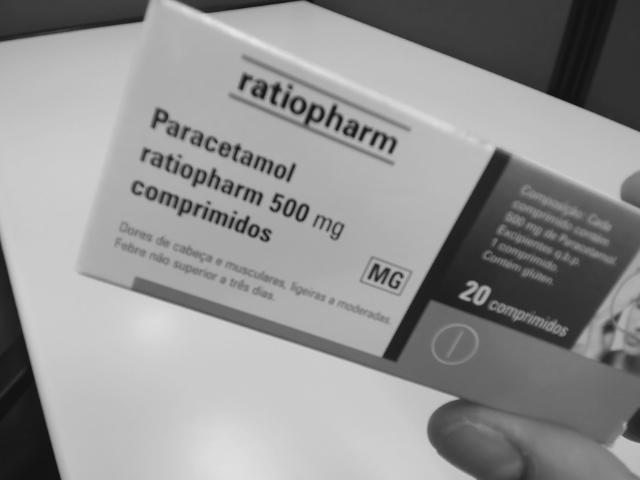 ratiopharm
Paracetamol
ratiopharm 500 mg
comprimidos
Dores de cabeça e musculares, ligeiras a moderadas.
Febre não superior a três dias.
MG
Composição: Cada
comprimido contém
500 mg de Paracetamol.
Excipientes q.b.p.
1 comprimido.
Contém glúten.
20 comprimidos